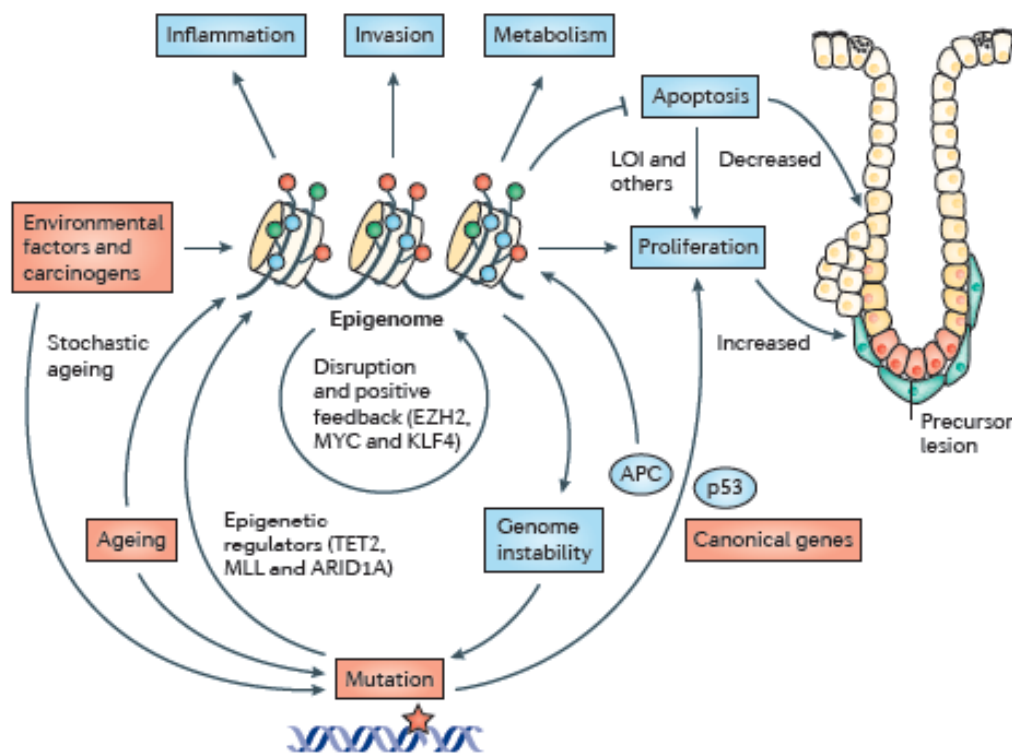 Inflammation
Invasion
Metabolism
Apoptosis
LOI and
others
Decreased
Environmental
factors and
carcinogens
Proliferation
Epigenome
Stochastic
ageing
Increased
Disruption
and positive
feedback (EZH2,
MYC and KLF4)
Precursor
lesion
APC
p53
Ageing
Epigenetic
regulators (TET2,
MLL and ARID1A)
Genome
instability
Canonical genes
Mutation